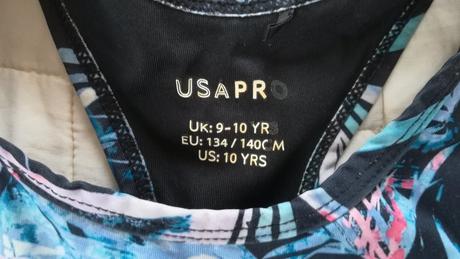 USAPRO
UK: 9-10 YRS
EU: 134 / 140CM
US: 10 YRS